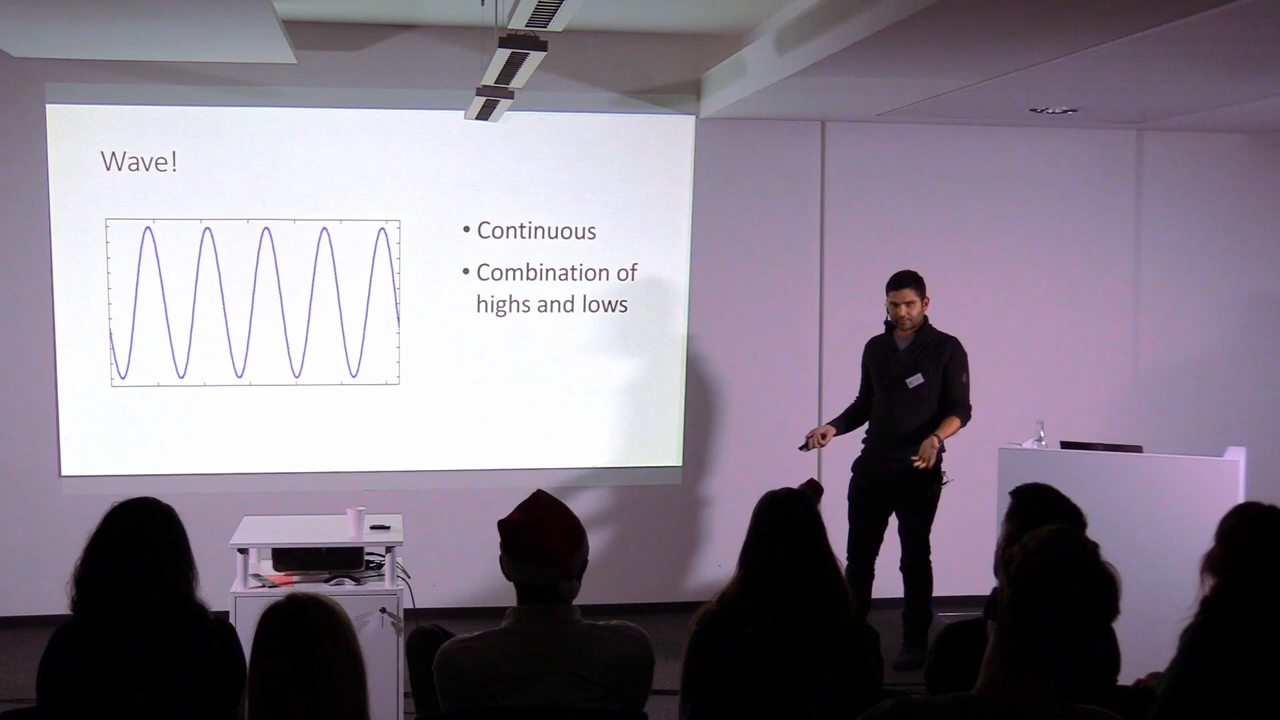 Wave!
• Continuous
• Combination of
highs and lows